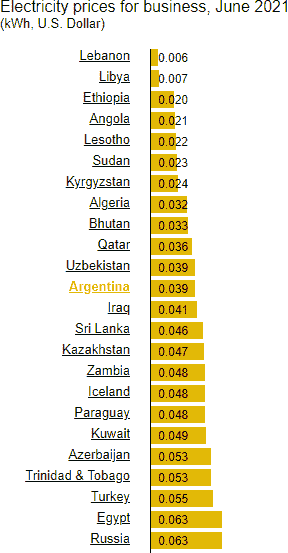 Electricity prices for business, June 2021
(kWh, U.S. Dollar)
Lebanon 0.006
Libya 0.007
Ethiopia 0.020
Angola 0.021
Lesotho 0.022
Sudan 0.023
Kyrgyzstan 0.024
Algeria 0.032
Bhutan 0.033
Qatar 0.036
Uzbekistan 0.039
Argentina 0.039
Iraq 0.041
Sri Lanka 0.046
Kazakhstan 0.047
Zambia 0.048
Iceland 0.048
Paraguay 0.048
Kuwait 0.049
Azerbaijan 0.053
Trinidad & Tobago 0.053
Turkey 0.055
Egypt 0.063
Russia 0.063